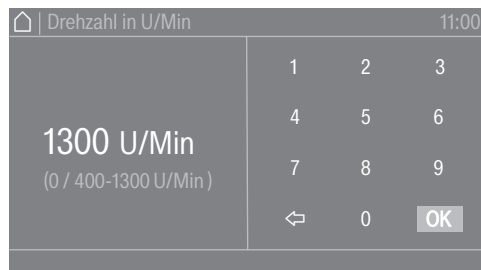 | Drehzahl in U/Min 11:00
1 2 3
4 5 6
1300 U/Min
(0 / 400-1300 U/Min )
7 8 9
0 OK